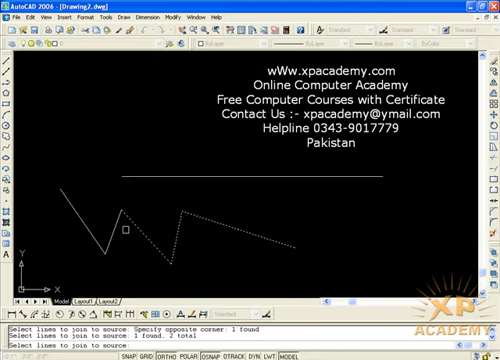 AutoCAD 2006 - [Drawing2.dwg]
File Edit View Insert Format Tools Draw Dimension Modify Window Help
Standard
Standard
0
ByLayer
ByLayer
wWw.xpacademy.com
Online Computer Academy
Free Computer Courses with Certificate
Contact Us :- xpacademy@ymail.com
Helpline 0343-9017779
Pakistan
Y
X
Model Layout1 Layout2
Standard
XP
ACADEMY
Select lines to join to source: Specify opposite corner: 1 found
Select lines to join to source: 1 found, 2 total
Select lines to join to source:
SNAP GRID ORTHO POLAR OSNAP OTRACK DYN LWT MODEL